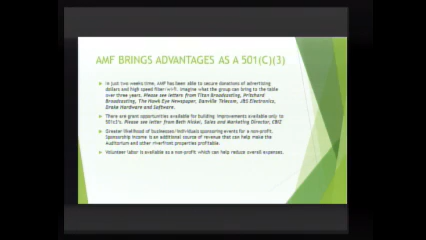 AMF BRINGS ADVANTAGES AS A 501(C)(3)
In just two weeks time, AMF has been able to secure donations of advertising
dollars and high speed fiber-wifi. Imagine what the group can bring to the table
over three years. Please see letters from Titan Broadcasting, Pritchard
Broadcasting, The Hawk Eye Newspaper, Danville Telecom, JBS Electronics,
Drake Hardware and Software.
There are grant opportunities available for building improvements available only to
501c3's. Please see letter from Beth Nickel, Sales and Marketing Director, CBIZ
Greater likelihood of businesses/individuals sponsoring events for a non-profit.
Sponsorship income is an additional source of revenue that can help make the
Auditorium and other riverfront properties profitable.
Volunteer labor is available as a non-profit which can help reduce overall expenses.